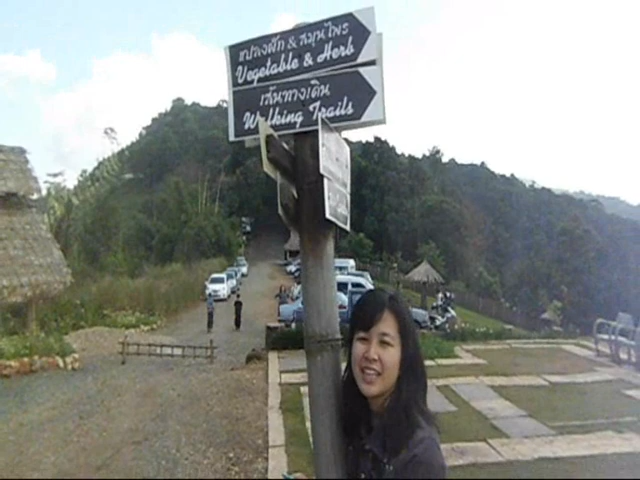 แปลงผัก & สมุนไพร
Vegetable & Herb
เส้นทางเดิน
Walking Trails